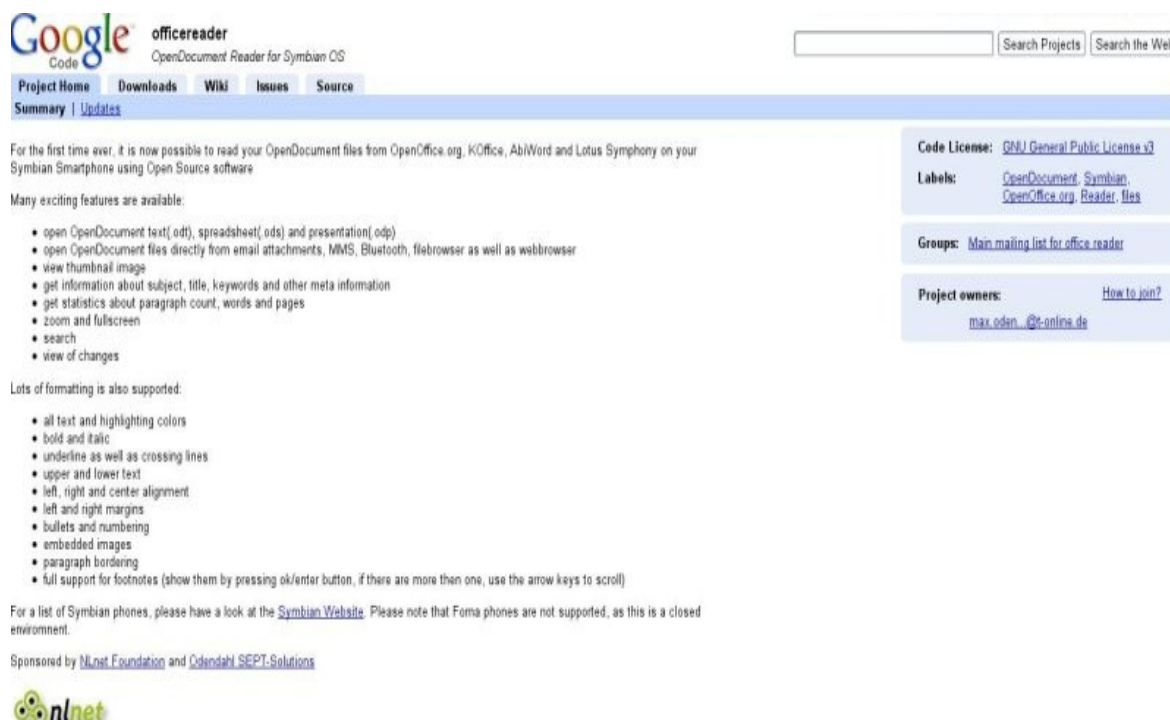 Google
Code
officereader
OpenDocument Reader for Symbian OS
Search Projects
Search the Web
Project Home
Downloads
Wiki
Issues
Source
Summary | Updates
For the first time ever, it is now possible to read your OpenDocument files from OpenOffice.org, KOffice, AbiWord and Lotus Symphony on your
Symbian Smartphone using Open Source software
Many exciting features are available:
• open OpenDocument text(.odt), spreadsheet(.ods) and presentation(.odp)
• open OpenDocument files directly from email attachments, MMS, Bluetooth, filebrowser as well as webbrowser
• view thumbnail image
• get information about subject, title, keywords and other meta information
• get statistics about paragraph count, words and pages
• zoom and fullscreen
• search
• view of changes
Lots of formatting is also supported:
• all text and highlighting colors
• bold and italic
• underline as well as crossing lines
• upper and lower text
• left, right and center alignment
• left and right margins
• bullets and numbering
• embedded images
• paragraph bordering
• full support for footnotes (show them by pressing ok/enter button, if there are more then one, use the arrow keys to scroll)
For a list of Symbian phones, please have a look at the Symbian Website. Please note that Foma phones are not supported, as this is a closed
enviroment.
Sponsored by NLnet Foundation and Odendahl SEPT-Solutions
nlnet
Code License: GNU General Public License v3
Labels: OpenDocument, Symbian,
OpenOffice.org, Reader, files
Groups: Main mailing list for office reader
Project owners: How to join?
max.oden...@t-online.de